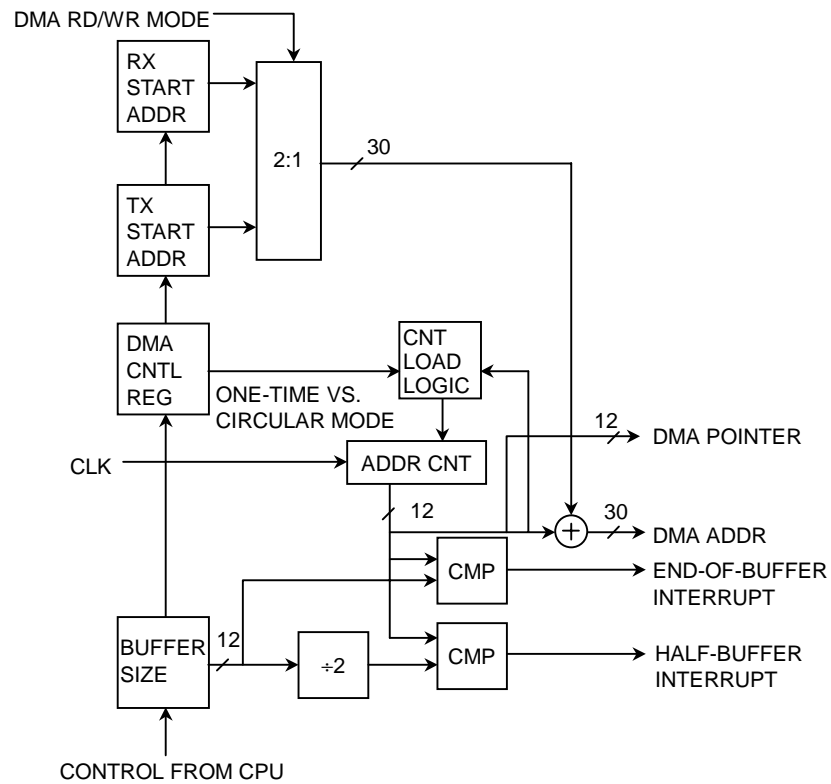 DMA RD/WR MODE
RX
START
ADDR
2:1
30
TX
START
ADDR
DMA
CNTL
REG
CNT
LOAD
LOGIC
ONE-TIME VS.
CIRCULAR MODE
12
DMA POINTER
CLK
ADDR CNT
12
+
30
DMA ADDR
CMP
END-OF-BUFFER
INTERRUPT
BUFFER
SIZE
12
÷2
CMP
HALF-BUFFER
INTERRUPT
CONTROL FROM CPU